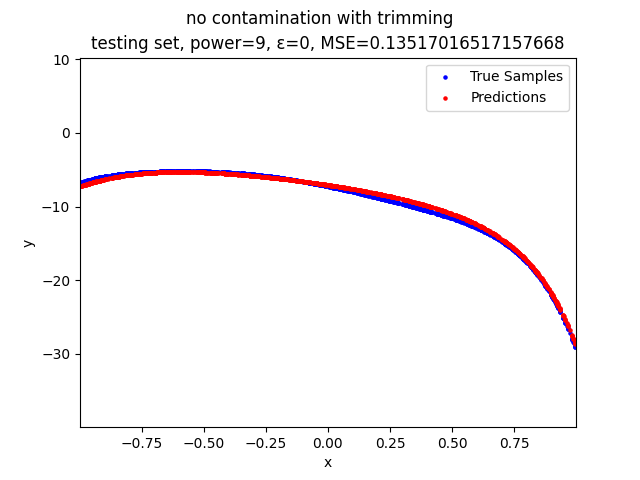 no contamination with trimming
testing set, power=9, ε=0, MSE=0.13517016517157668
True Samples
Predictions
10
0
−10
−20
−30
y
−0.75 −0.50 −0.25 0.00 0.25 0.50 0.75
x